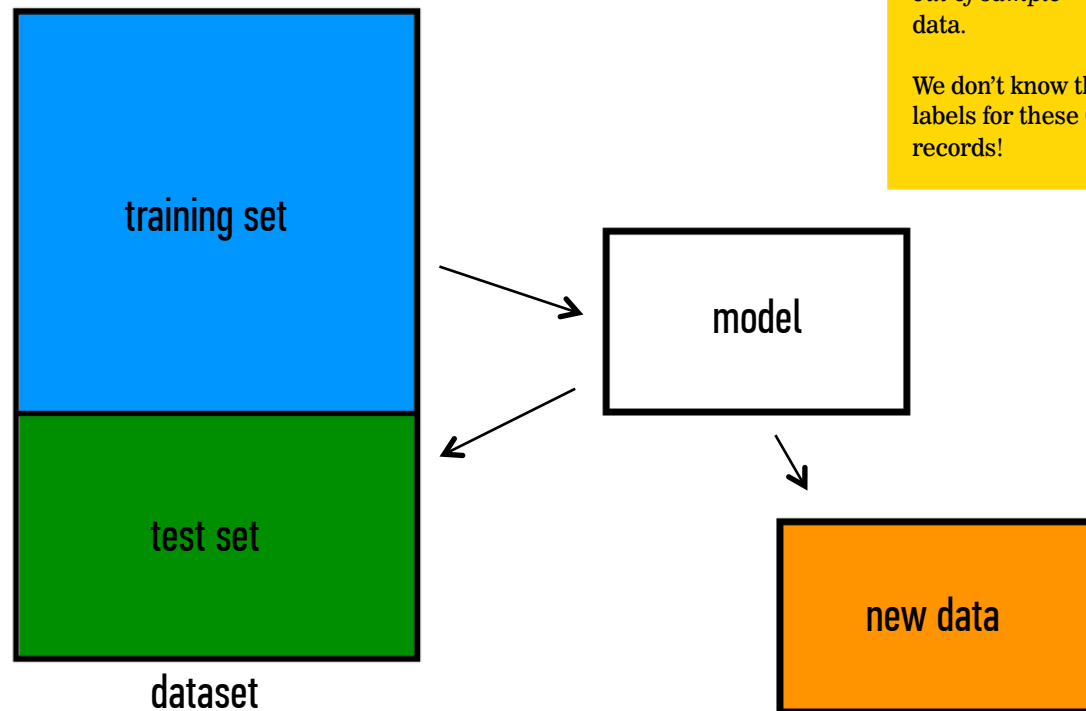 data.
We don’t know
labels for these
records!
training set
model
test set
new data
dataset